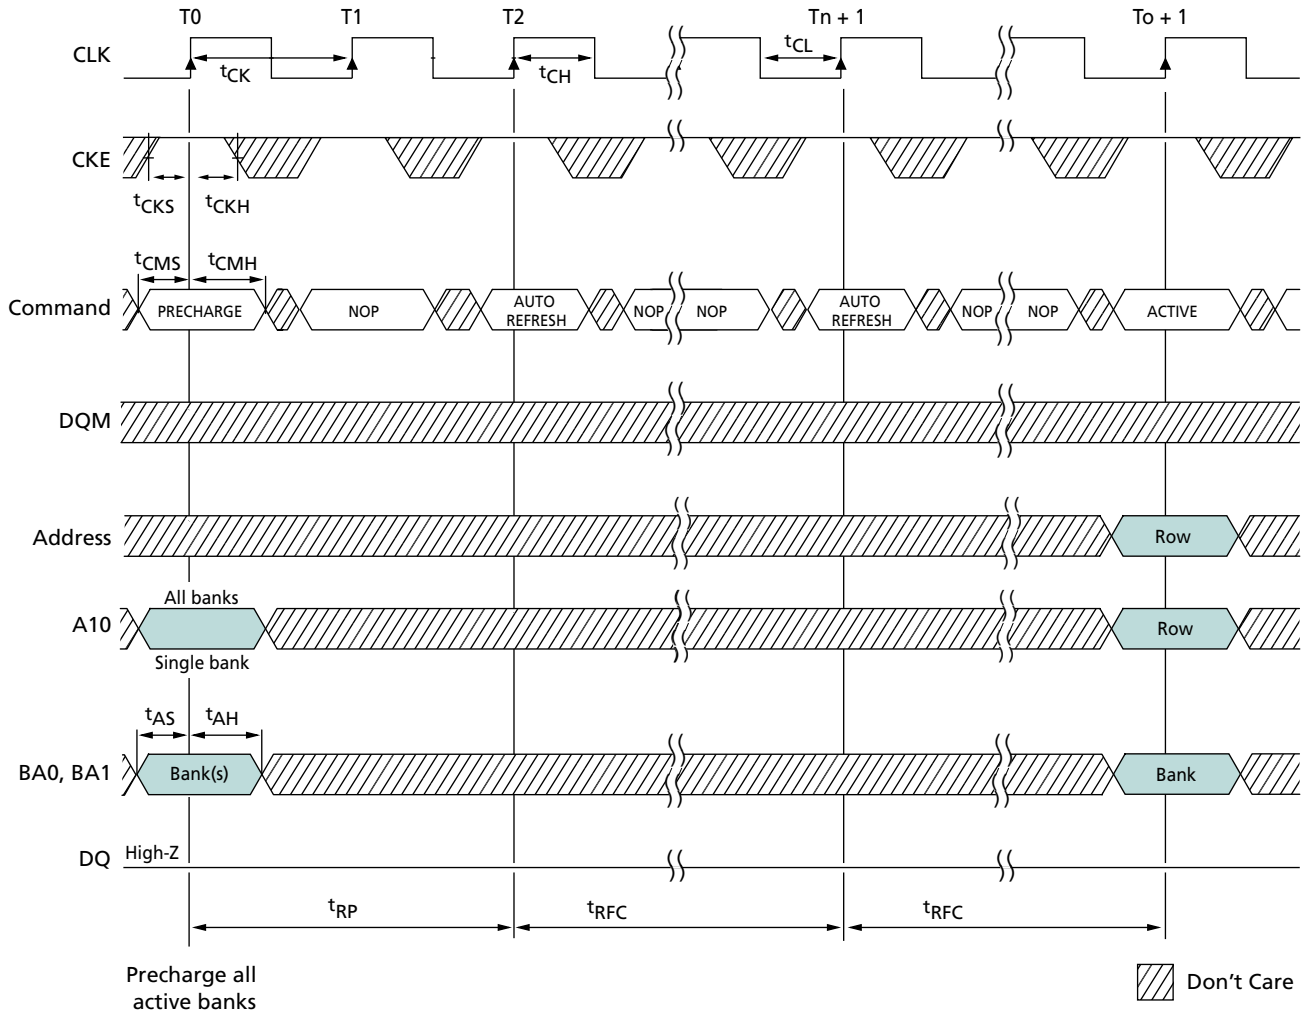 T0 T1 T2 Tn + 1 To + 1
CLK
tCK tCH tCL
CKE
tCKS tCKH
tCMS tCMH
Command
PRECHARGE NOP AUTO REFRESH NOP NOP AUTO REFRESH NOP NOP ACTIVE
DQM
Address
Row
All banks
A10
Row
Single bank
tAS tAH
BA0, BA1
Bank(s) Bank
DQ
High-Z
tRP tRFC tRFC
Precharge all
active banks
Don't Care